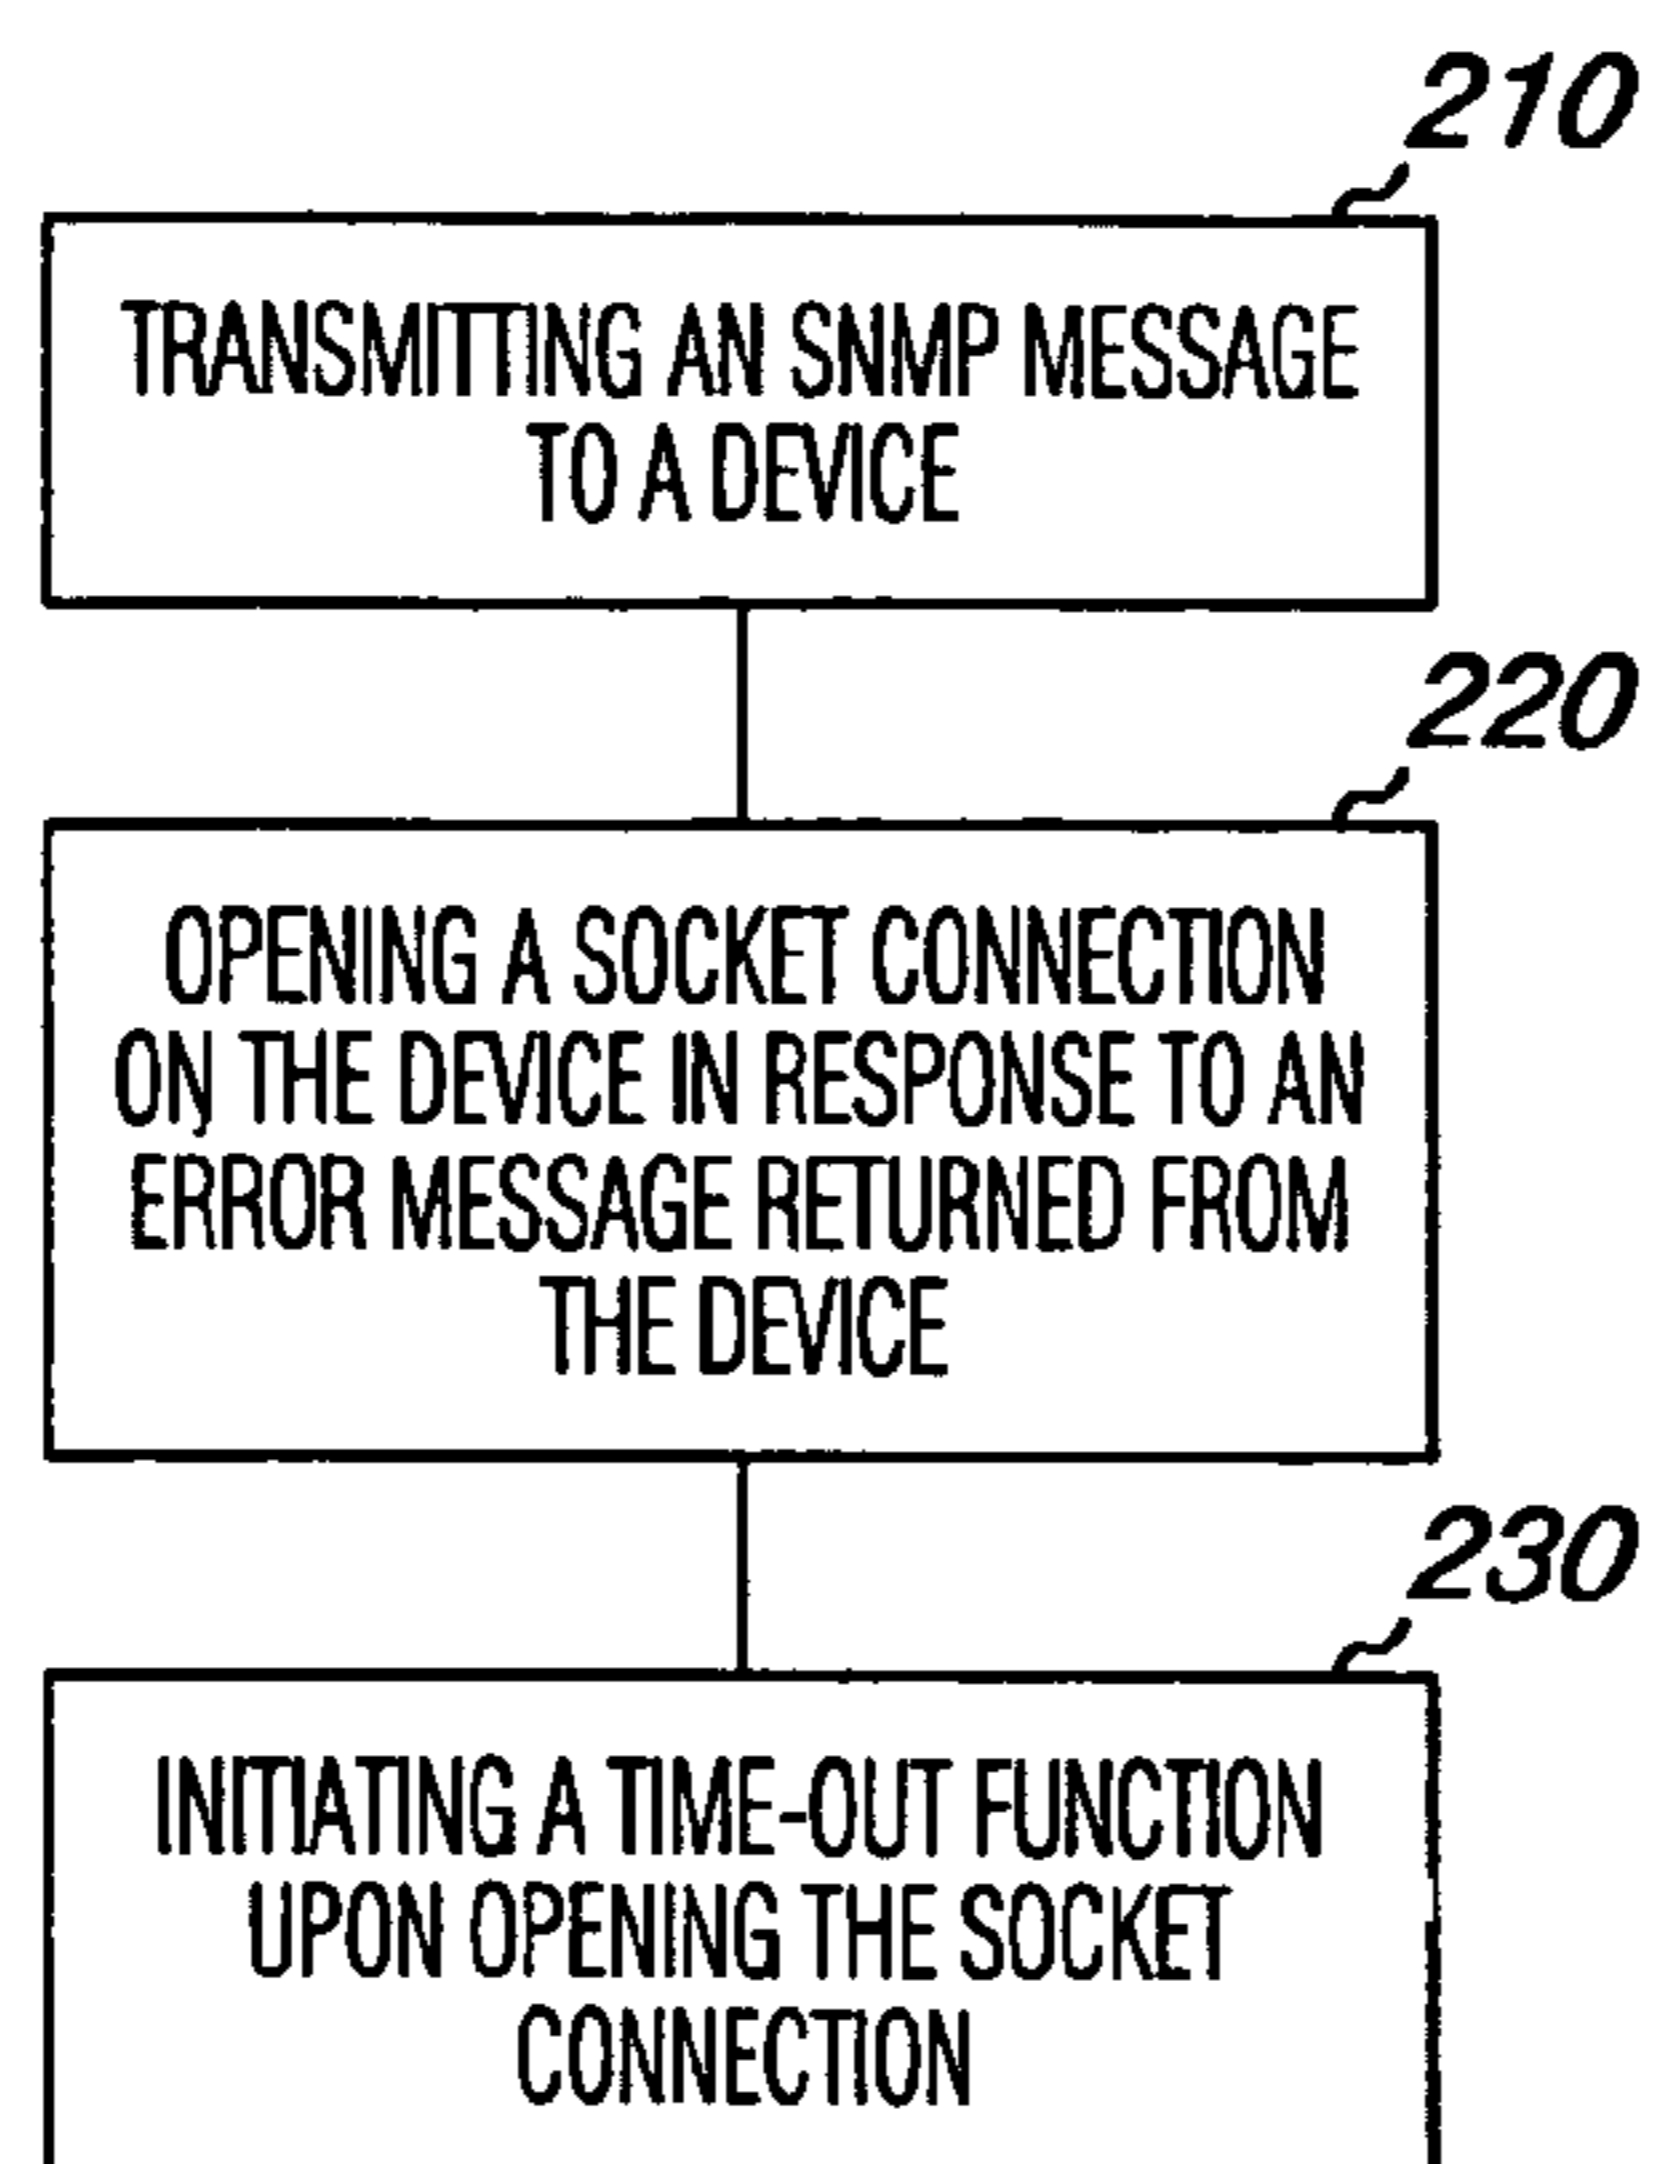 210
TRANSMITTING AN SNMP MESSAGE
TO A DEVICE
220
OPENING A SOCKET CONNECTION
ON THE DEVICE IN RESPONSE TO AN
ERROR MESSAGE RETURNED FROM
THE DEVICE
230
INITIATING A TIME-OUT FUNCTION
UPON OPENING THE SOCKET
CONNECTION